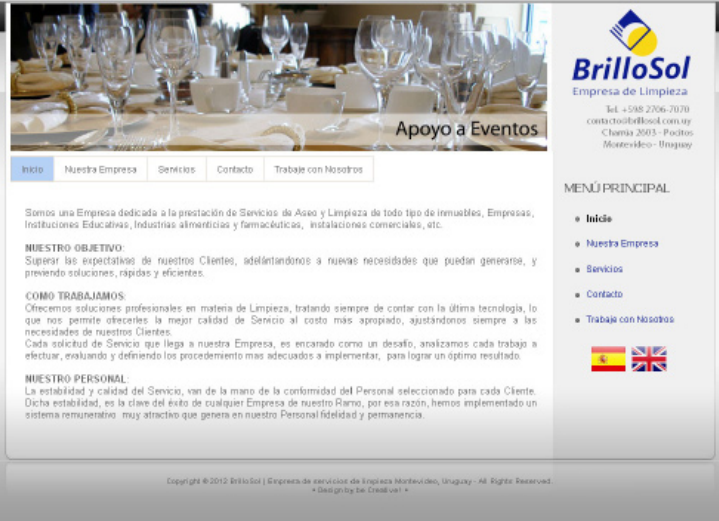 Apoyo a Eventos
BrilloSol
Empresa de Limpieza
Tel. +598 2706-7070
contacto@brillosol.com.uy
Charrua 2603 - Pocitos
Montevideo - Uruguay
Inicio
Nuestra Empresa
Servicios
Contacto
Trabaje con Nosotros
MENÚ PRINCIPAL
Inicio
Nuestra Empresa
Servicios
Contacto
Trabaje con Nosotros
Somos una Empresa dedicada a la prestación de Servicios de Aseo y Limpieza de todo tipo de inmuebles, Empresas,
Instituciones Educativas, Industrias alimenticias y farmacéuticas, instalaciones comerciales, etc.
NUESTRO OBJETIVO:
Superar las expectativas de nuestros Clientes, adelántandonos a nuevas necesidades que puedan generarse, y
previendo soluciones, rápidas y eficientes.
COMO TRABAJAMOS:
Ofrecemos soluciones profesionales en materia de Limpieza, tratando siempre de contar con la última tecnología, lo
que nos permite ofrecerles la mejor calidad de Servicio al costo más apropiado, ajustándonos siempre a las
necesidades de nuestros Clientes.
Cada solicitud de Servicio que llega a nuestra Empresa, es encarado como un desafío, analizamos cada trabajo a
efectuar, evaluando y definiendo los procedemiento mas adecuados a implementar, para lograr un óptimo resultado.
NUESTRO PERSONAL:
La estabilidad y calidad del Servicio, van de la mano de la conformidad del Personal seleccionado para cada Cliente.
Dicha estabilidad, es la clave del éxito de cualquier Empresa de nuestro Ramo, por esa razón, hemos implementado un
sistema remunerativo muy atractivo que genera en nuestro Personal fidelidad y permanencia.
Copyright © 2012 BrilloSol | Empresa de servicios de limpieza Montevideo, Uruguay - All Rights Reserved.
• Design by be Creative! •